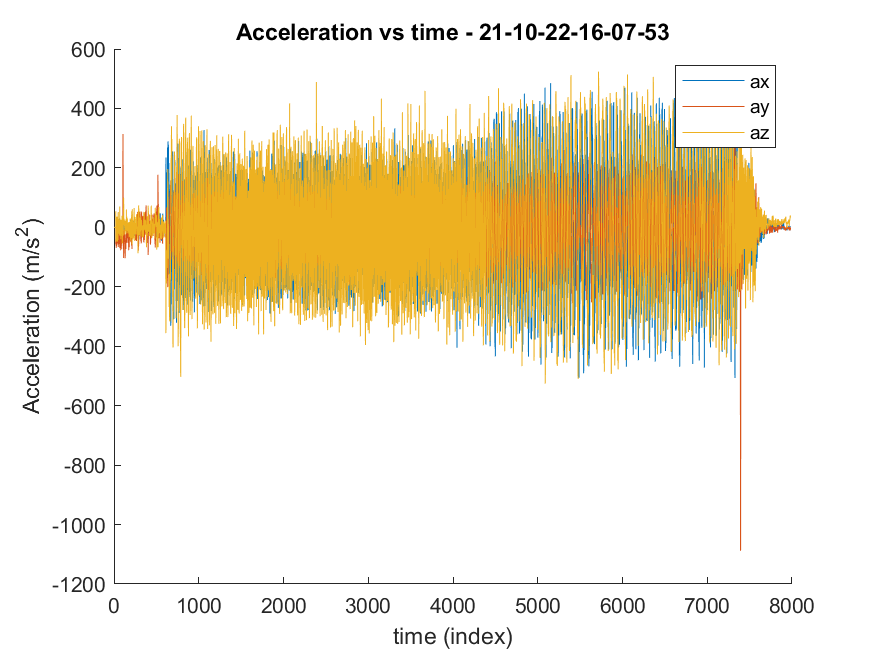 Acceleration vs time - 21-10-22-16-07-53
600
400
200
0
-200
-400
-600
-800
-1000
-1200
Acceleration (m/s²)
ax
ay
az
0 1000 2000 3000 4000 5000 6000 7000 8000
time (index)